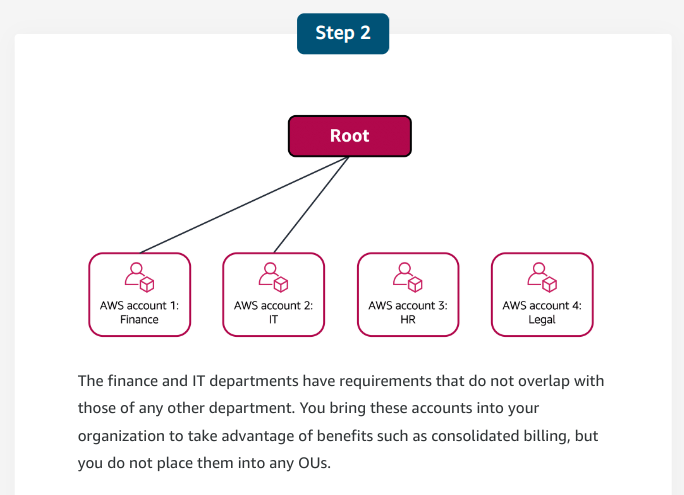 Step 2
Root
AWS account 1:
Finance
AWS account 2:
IT
AWS account 3:
HR
AWS account 4:
Legal
The finance and IT departments have requirements that do not overlap with
those of any other department. You bring these accounts into your
organization to take advantage of benefits such as consolidated billing, but
you do not place them into any OUs.